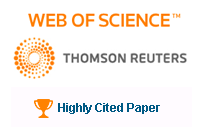 WEB OF SCIENCE™
THOMSON REUTERS
Highly Cited Paper